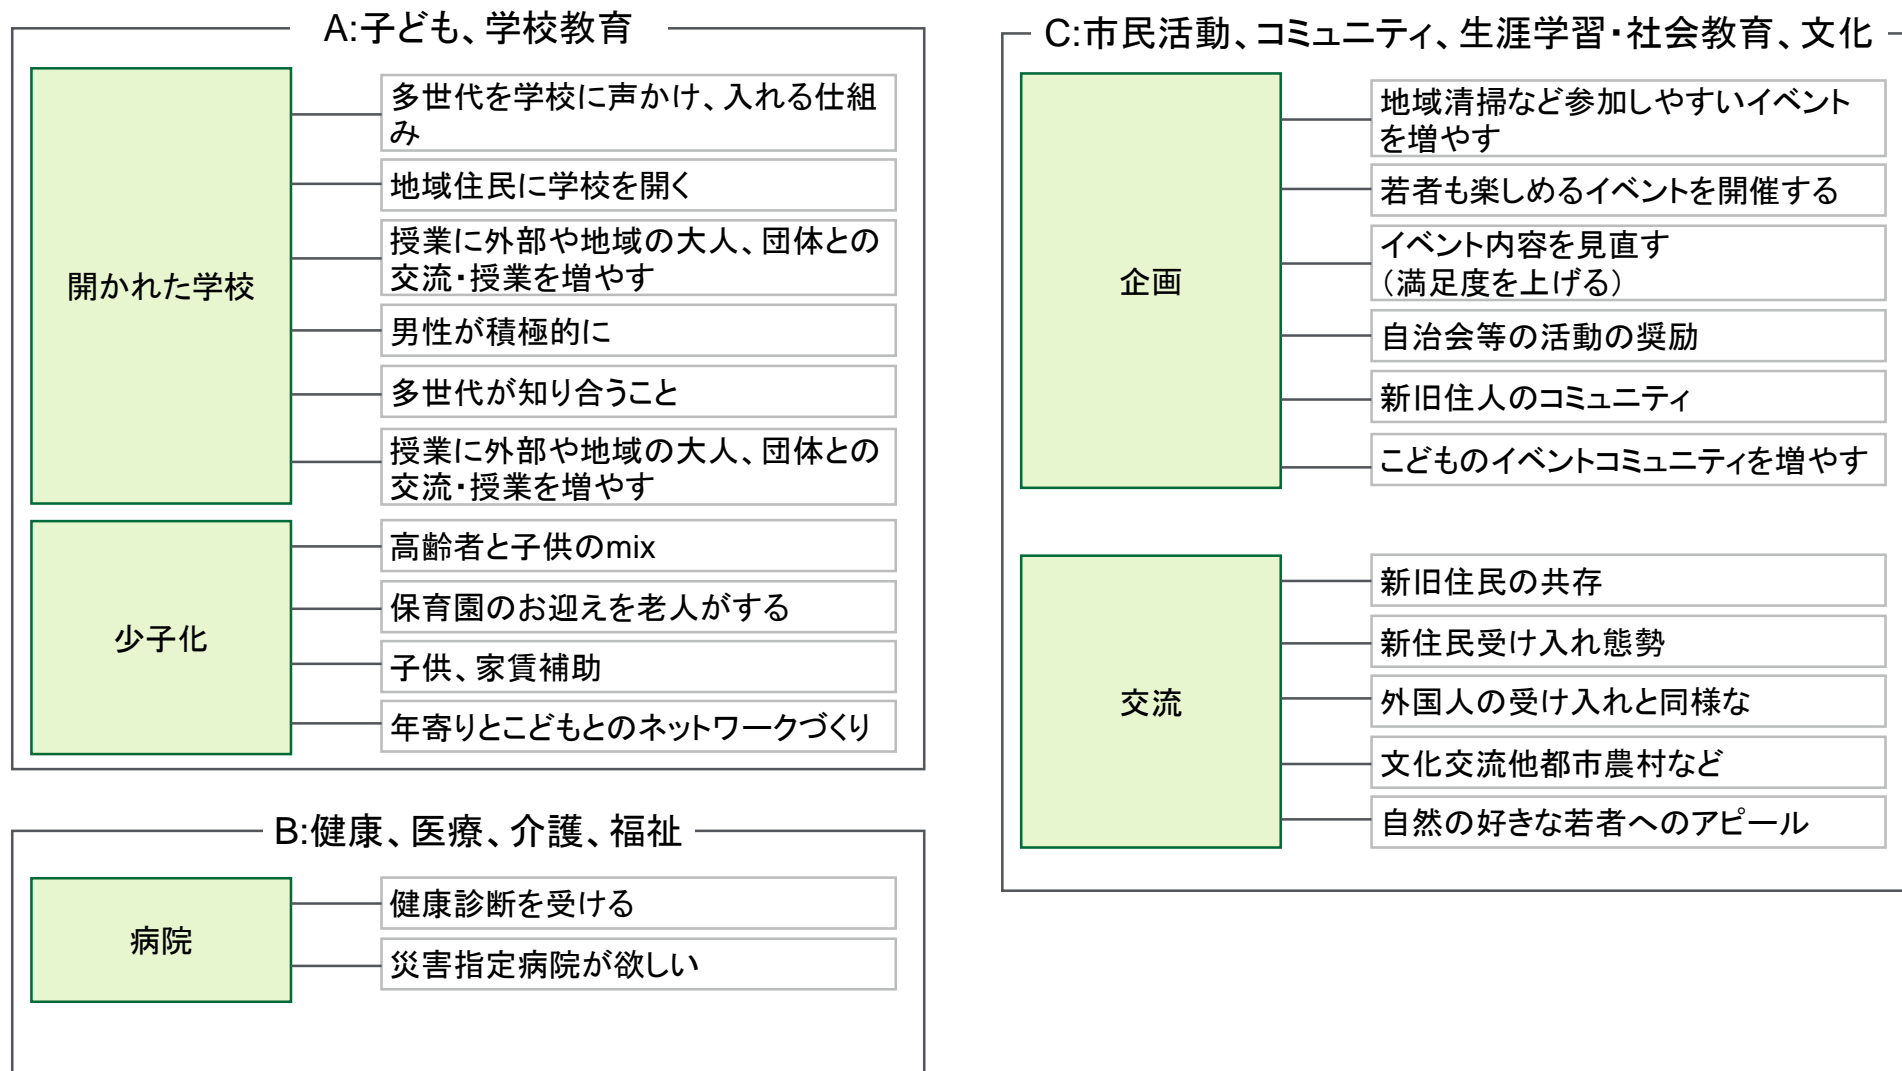 A:子ども、学校教育
開かれた学校
多世代を学校に声かけ、入れる仕組
み
地域住民に学校を開く
授業に外部や地域の大人、団体との
交流・授業を増やす
男性が積極的に
多世代が知り合うこと
授業に外部や地域の大人、団体との
交流・授業を増やす
少子化
高齢者と子供のmix
保育園のお迎えを老人がする
子供、家賃補助
年寄りとこどもとのネットワークづくり
B:健康、医療、介護、福祉
病院
健康診断を受ける
災害指定病院が欲しい
C:市民活動、コミュニティ、生涯学習・社会教育、文化
企画
地域清掃など参加しやすいイベント
を増やす
若者も楽しめるイベントを開催する
イベント内容を見直す
（満足度を上げる）
自治会等の活動の奨励
新旧住人のコミュニティ
こどものイベントコミュニティを増やす
交流
新旧住民の共存
新住民受け入れ態勢
外国人の受け入れと同様な
文化交流他都市農村など
自然の好きな若者へのアピール